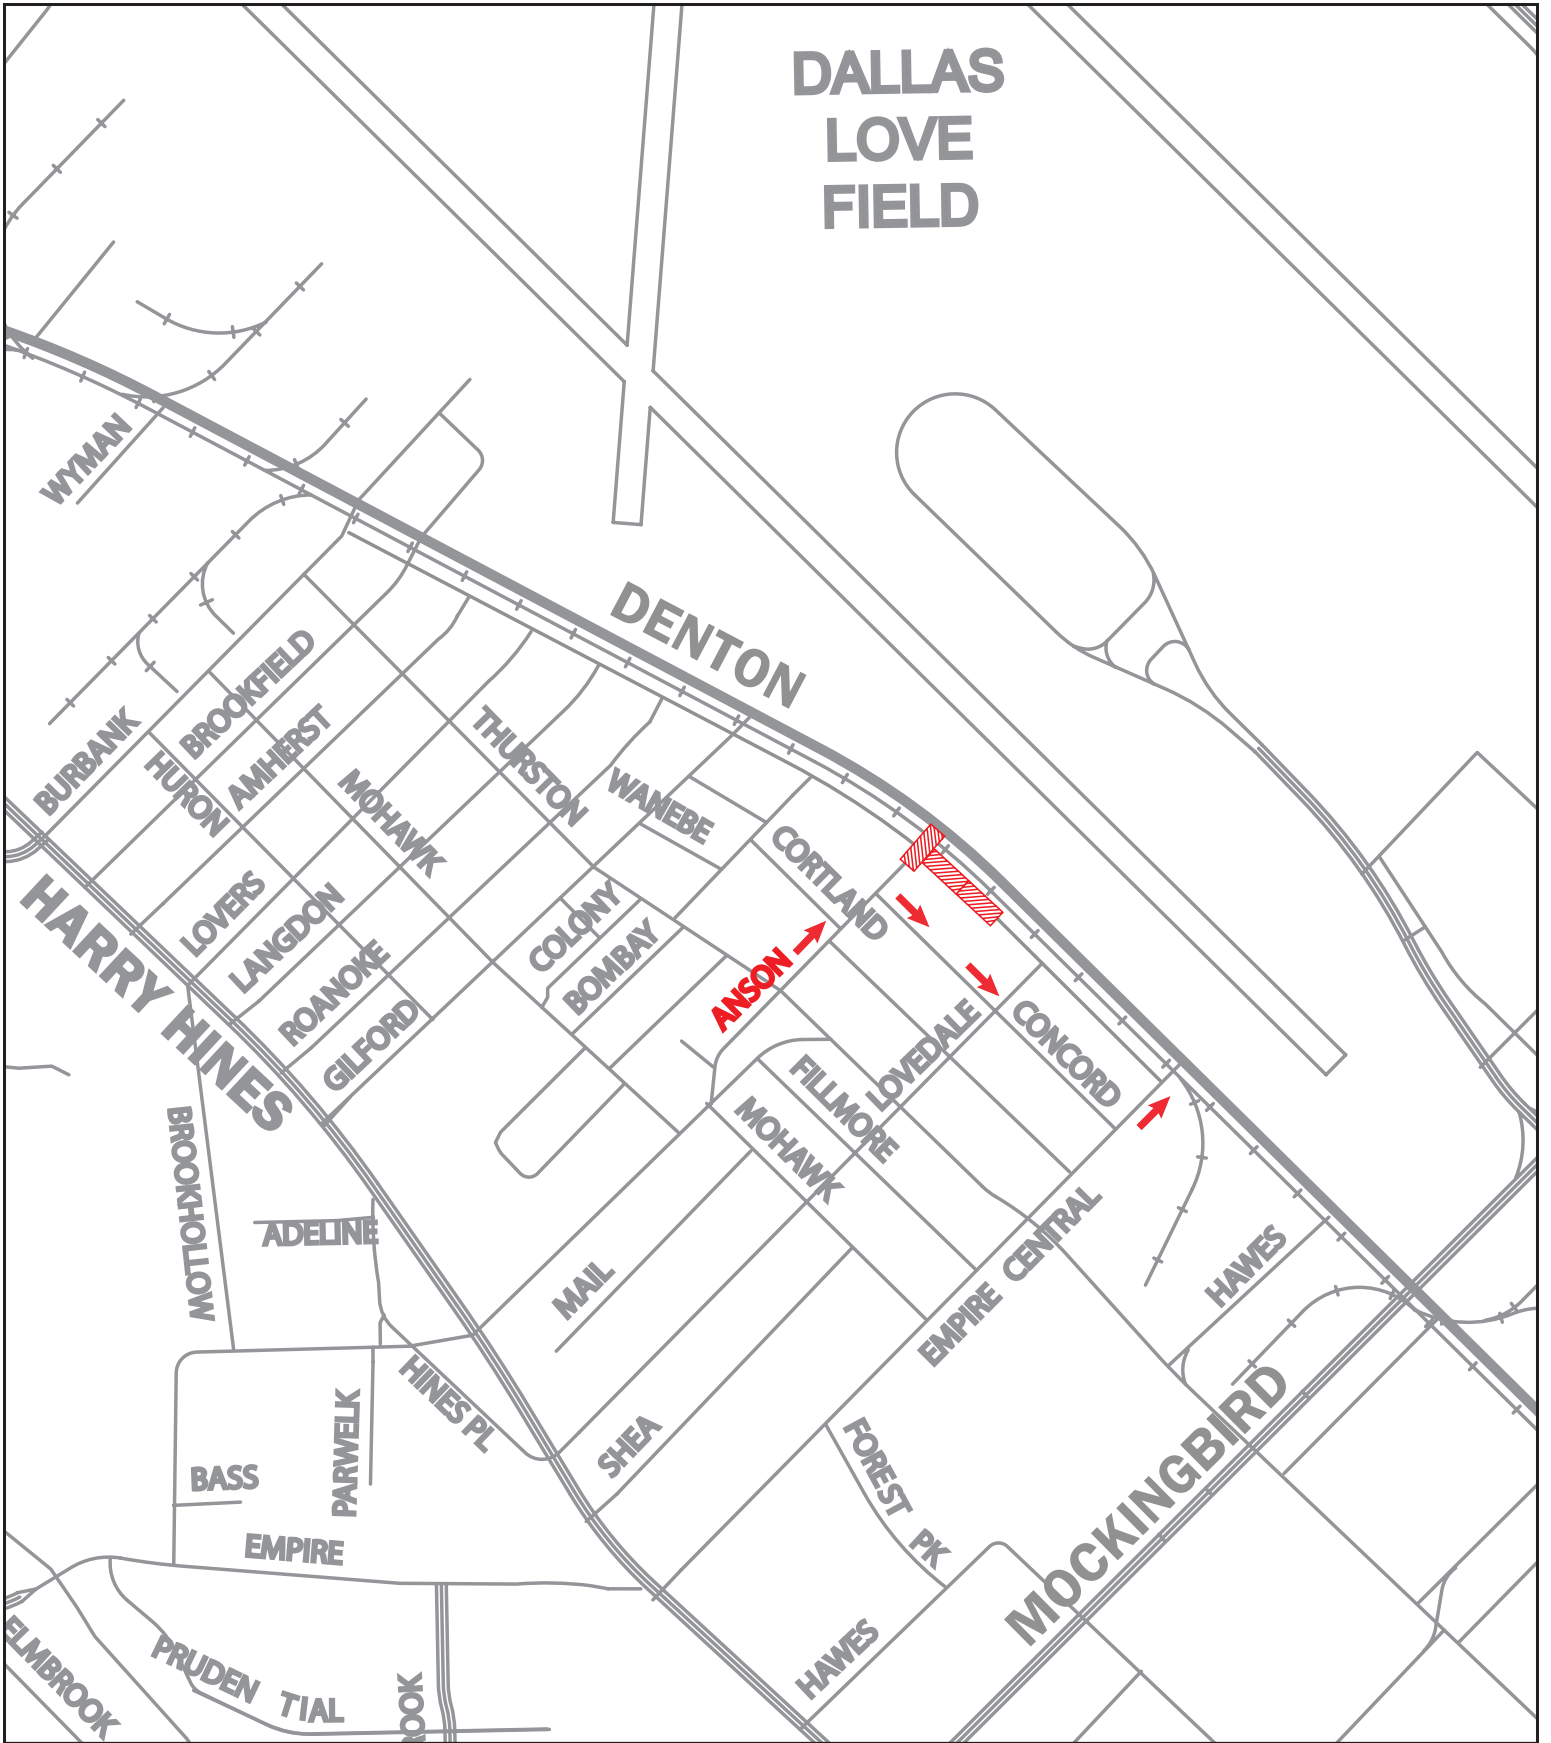 DALLAS
LOVE
FIELD
WYMAN
DENTON
BROOKFIELD
BURBANK
AMHERST
HURON
THURSTON
WANEBE
MOHAWK
CORTLAND
HARRY HINES
LOVERS
LANGDON
COLONY
BOMBAY
ROANOKE
GILFORD
ANSON
LOVEDALE
CONCORD
FILLMORE
MOHAWK
BROOKHOLLOW
ADELINE
EMPIRE CENTRAL
HAWES
MAIL
HINES PL
PARWELK
SHEA
FOREST PK
MOCKINGBIRD
BASS
EMPIRE
HAWES
ELMBROOK
PRUDEN TIAL
OOK